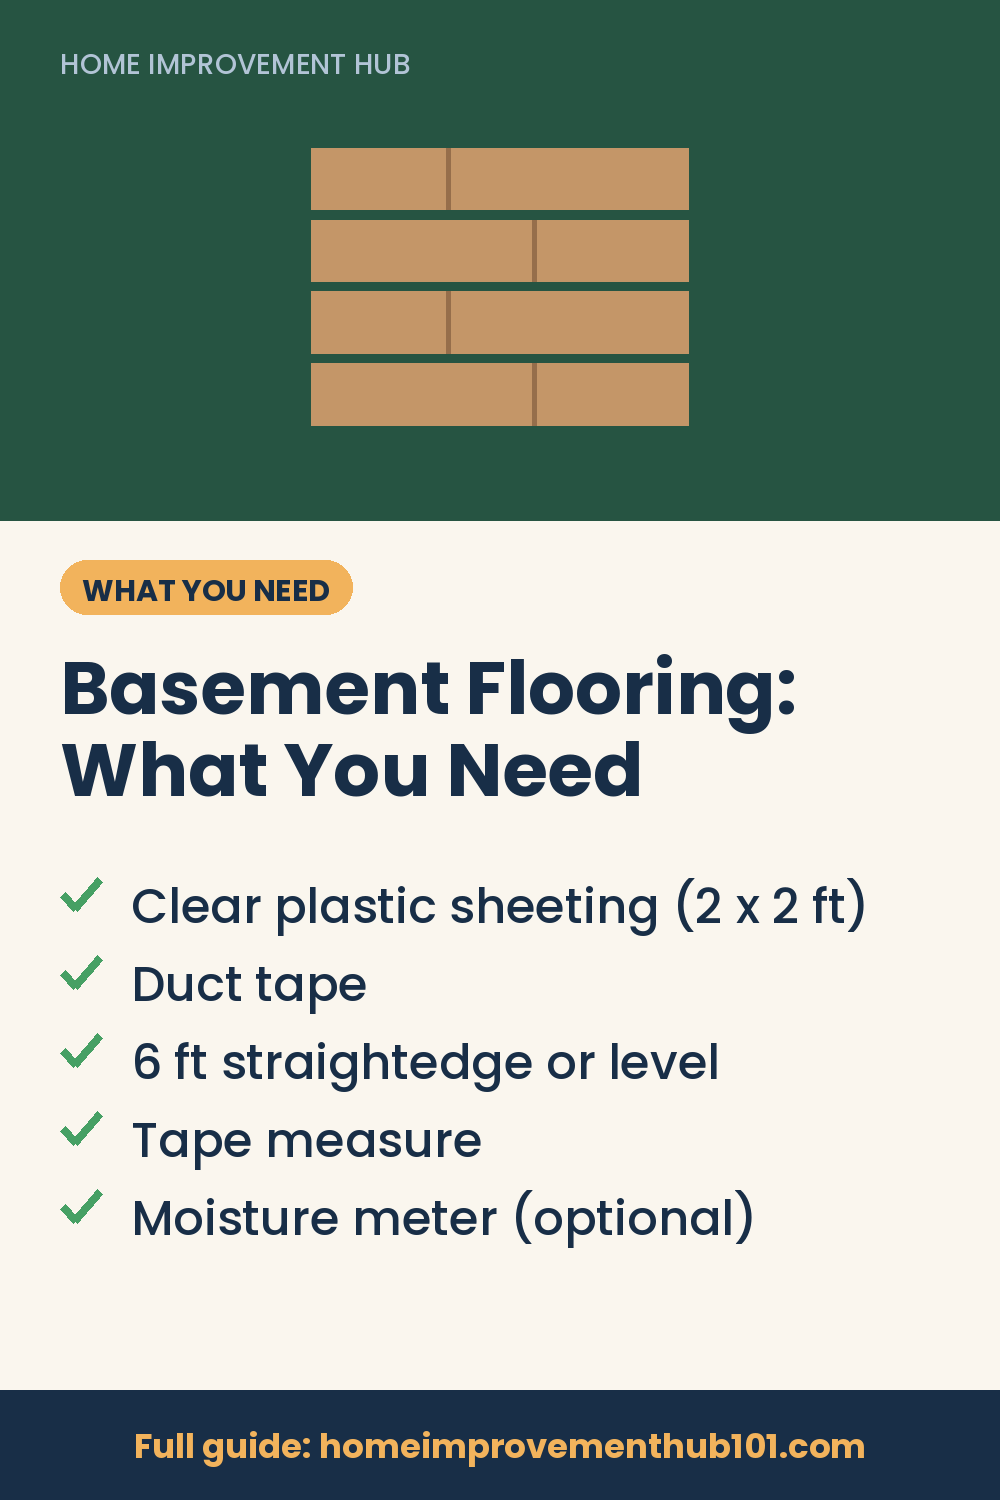 HOME IMPROVEMENT HUB
WHAT YOU NEED
Basement Flooring:
What You Need
Clear plastic sheeting (2 x 2 ft)
Duct tape
6 ft straightedge or level
Tape measure
Moisture meter (optional)
Full guide: homeimprovementhub101.com